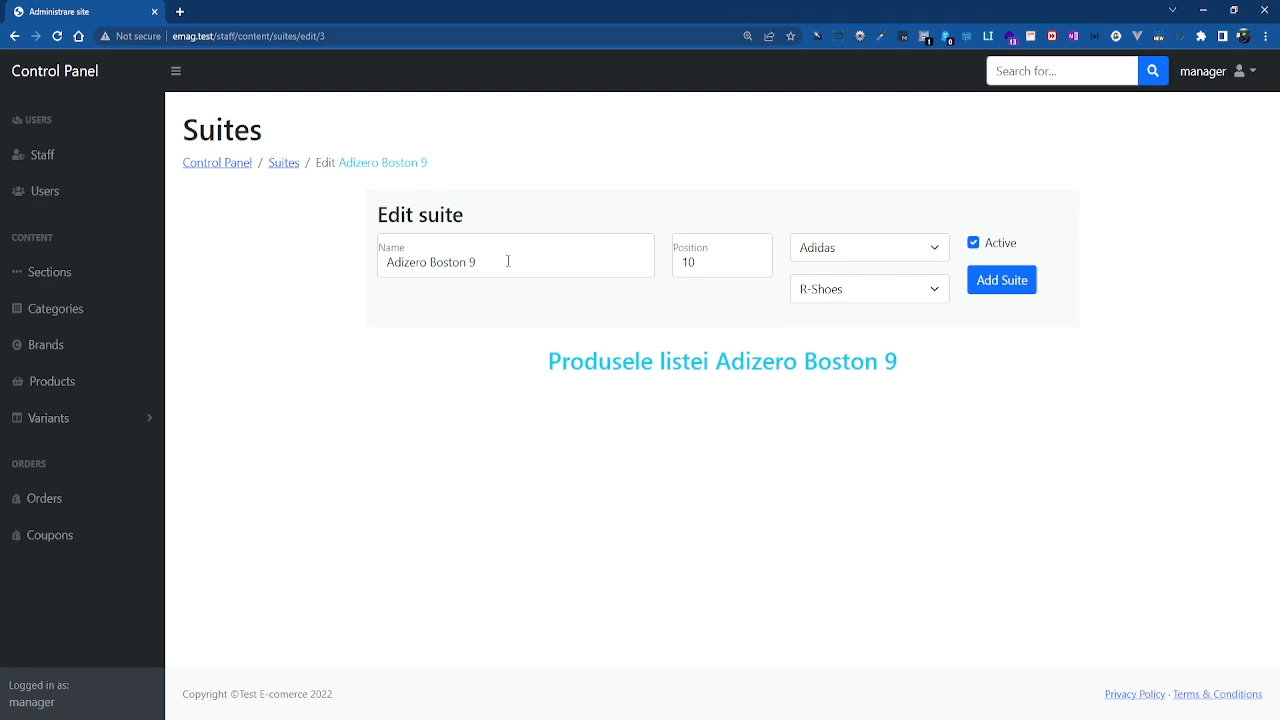 Administrare site
Not secure
emag.test/staff/content/suites/edit/3
Control Panel
Search for...
manager
USERS
Staff
Users
CONTENT
Sections
Categories
Brands
Products
Variants
ORDERS
Orders
Coupons
Logged in as:
manager
Suites
Control Panel / Suites / Edit Adizero Boston 9
Edit suite
Name
Adizero Boston 9
Position
10
Adidas
R-Shoes
Active
Add Suite
Produsele listei Adizero Boston 9
Copyright ©Test E-comerce 2022
Privacy Policy · Terms & Conditions